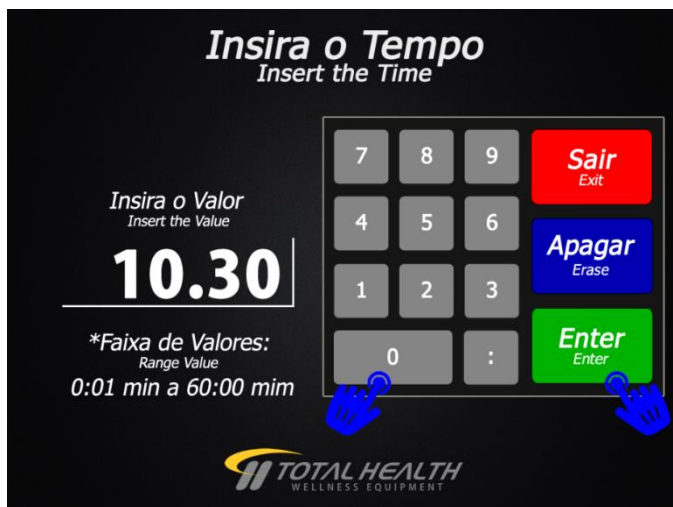 Insira o Tempo
Insert the Time
Insira o Valor
Insert the Value
10.30
*Faixa de Valores:
Range Value
0:01 min a 60:00 mim
7 8 9
Sair
Exit
4 5 6
Apagar
Erase
1 2 3
0 :
Enter
Enter
TOTAL HEALTH
WELLNESS EQUIPMENT